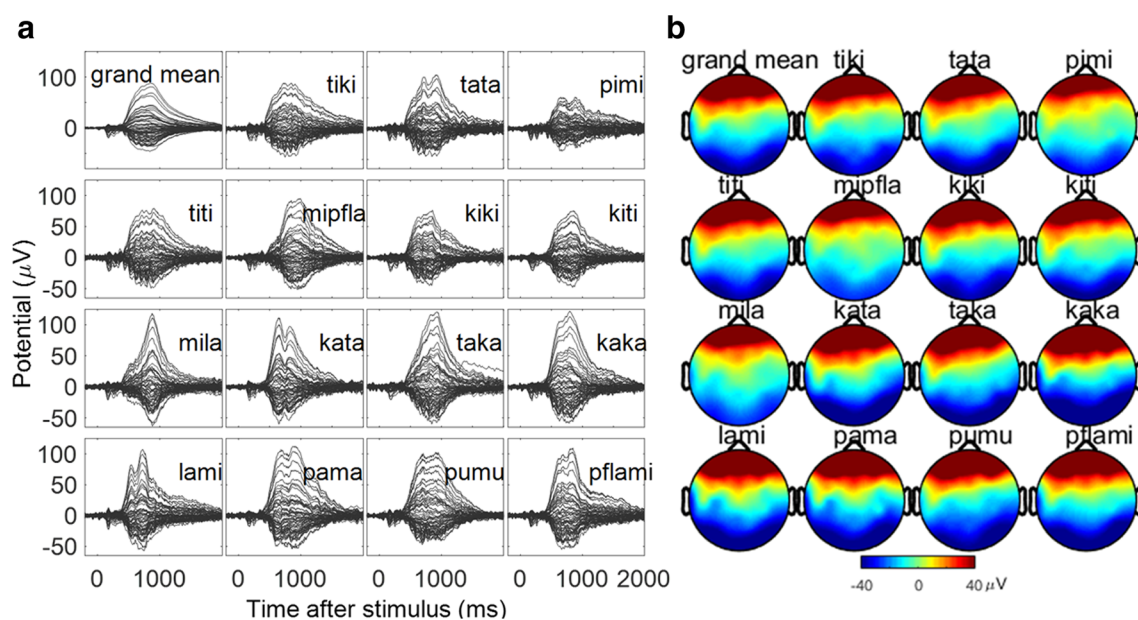 a
b
grand mean
tiki
tata
pimi
titi
mipfla
kiki
kiti
mila
kata
taka
kaka
lami
pama
pumu
pflami
100
0
100
50
0
-50
100
50
0
-50
100
50
0
-50
Potential (μV)
0
1000
0
1000
0
1000
0
1000
2000
Time after stimulus (ms)
grand mean
tiki
tata
pimi
titi
mipfla
kiki
kiti
mila
kata
taka
kaka
lami
pama
pumu
pflami
-40
0
40 μV